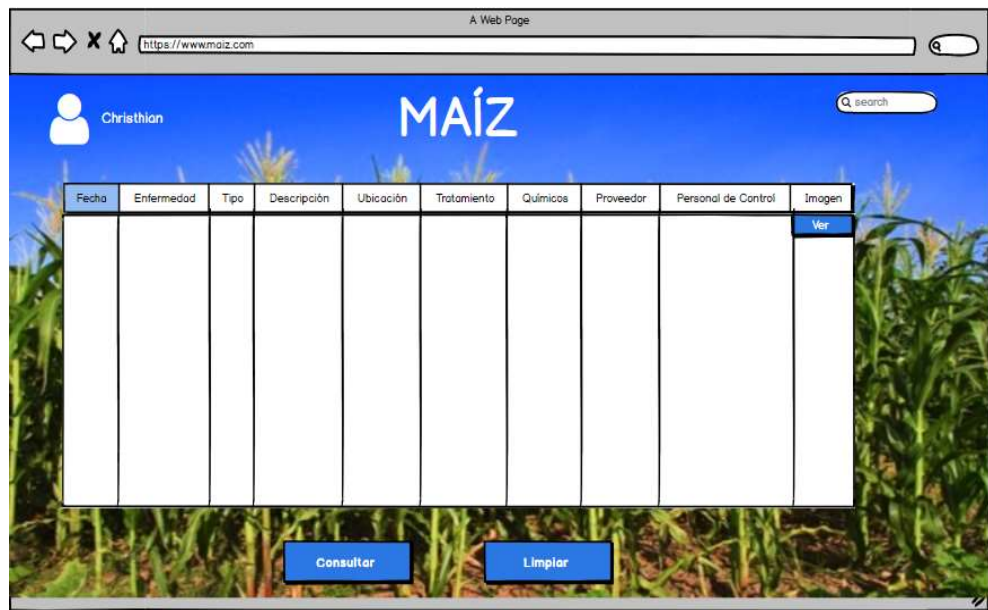 A Web Page
https://www.maiz.com
Christhian
MAÍZ
search
Fecha Enfermedad Tipo Descripción Ubicación Tratamiento Químicos Proveedor Personal de Control Imagen
Ver
Consultar Limpiar